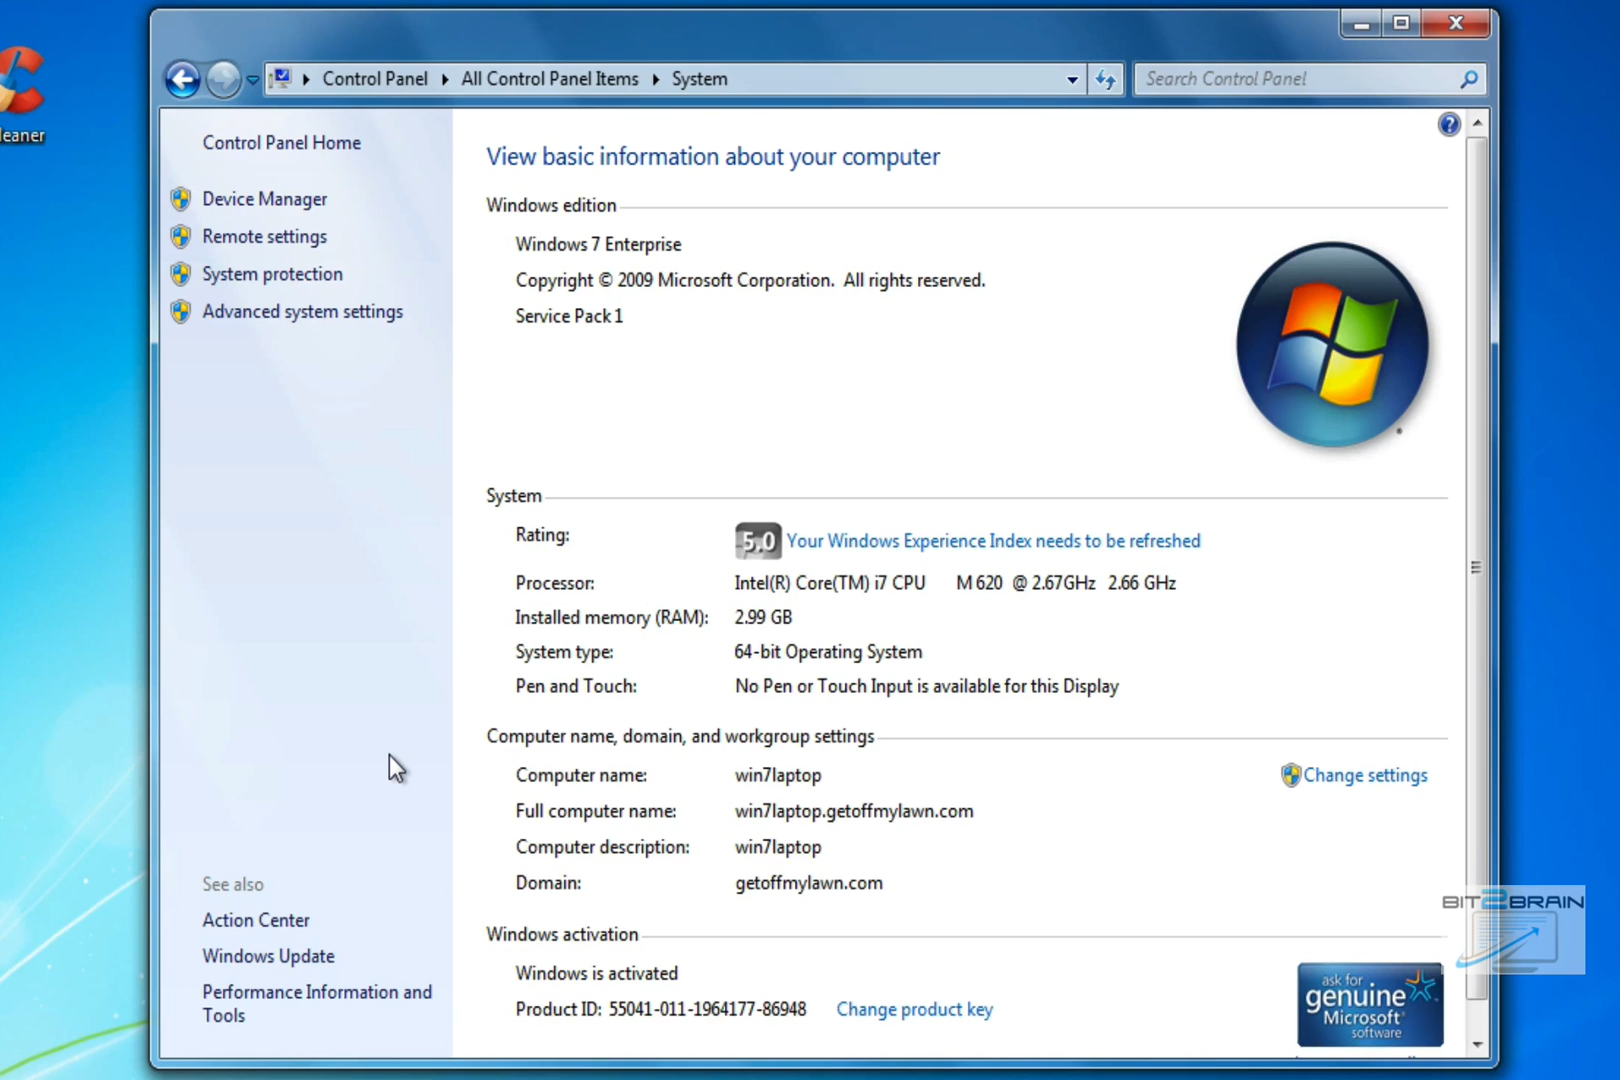 leaner
Control Panel
All Control Panel Items
System
Search Control Panel
Control Panel Home
Device Manager
Remote settings
System protection
Advanced system settings
See also
Action Center
Windows Update
Performance Information and
Tools
View basic information about your computer
Windows edition
Windows 7 Enterprise
Copyright © 2009 Microsoft Corporation. All rights reserved.
Service Pack 1
System
Rating: 5,0 Your Windows Experience Index needs to be refreshed
Processor: Intel(R) Core(TM) i7 CPU M 620 @ 2.67GHz 2.66 GHz
Installed memory (RAM): 2.99 GB
System type: 64-bit Operating System
Pen and Touch: No Pen or Touch Input is available for this Display
Computer name, domain, and workgroup settings
Computer name: win7laptop Change settings
Full computer name: win7laptop.getoffmylawn.com
Computer description: win7laptop
Domain: getoffmylawn.com
Windows activation
Windows is activated
Product ID: 55041-011-1964177-86948 Change product key
BIT2BRAIN
ask for
genuine
Microsoft
software